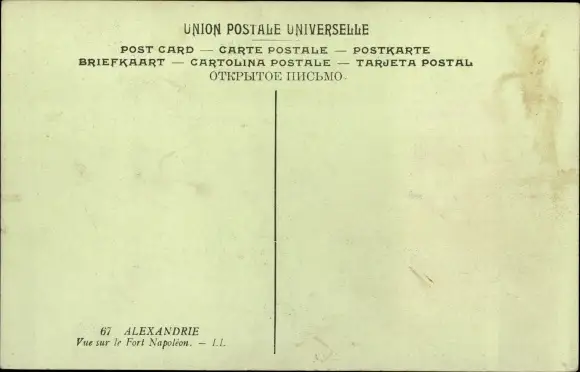 UNION POSTALE UNIVERSELLE
POST CARD — CARTE POSTALE — POSTKARTE
BRIEFKAART — CARTOLINA POSTALE — TARJETA POSTAL
ОТКРЫТОЕ ПИСЬМО
67 ALEXANDRIE
Vue sur le Fort Napoléon. — LL.